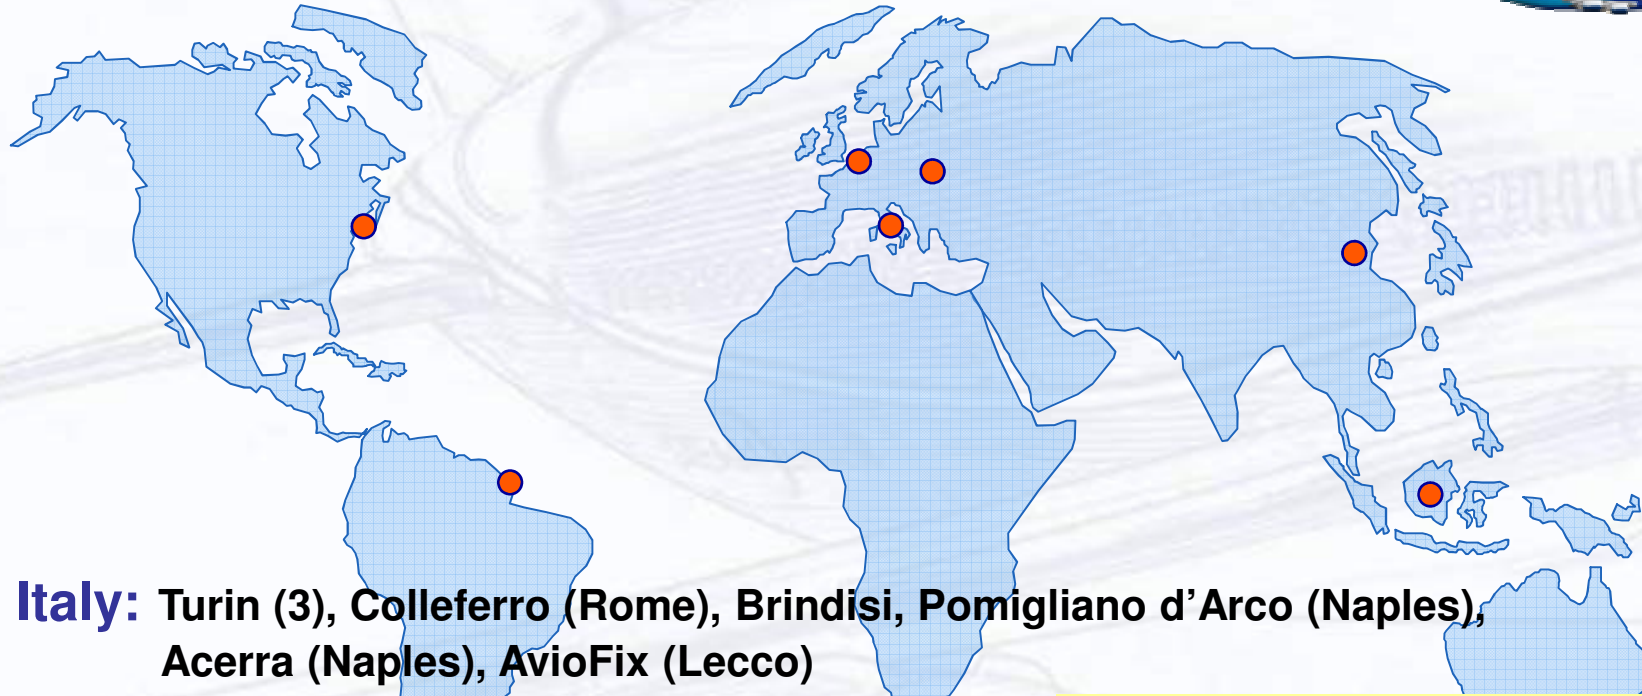 Italy: Turin (3), Colleferro (Rome), Brindisi, Pomigliano d’Arco (Naples),
Acerra (Naples), AvioFix (Lecco)